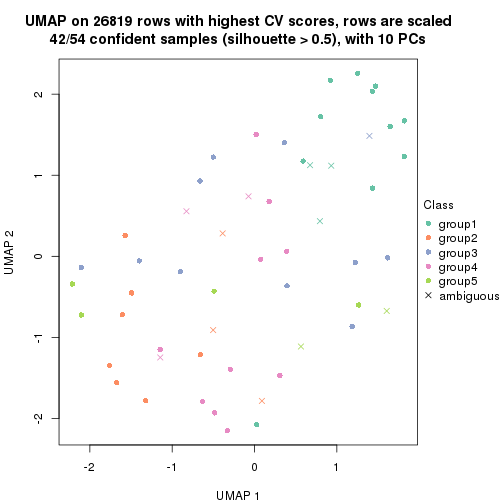 UMAP on 26819 rows with highest CV scores, rows are scaled
42/54 confident samples (silhouette > 0.5), with 10 PCs
2
1
0
-1
-2
UMAP 2
-2
-1
0
1
UMAP 1
Class
group1
group2
group3
group4
group5
ambiguous